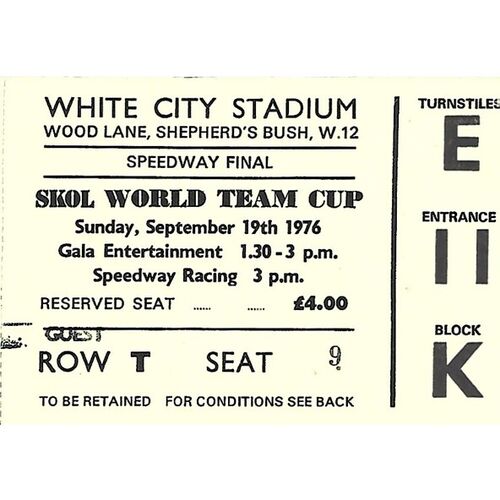 WHITE CITY STADIUM
WOOD LANE, SHEPHERD'S BUSH, W.12
SPEEDWAY FINAL
SKOL WORLD TEAM CUP
Sunday, September 19th 1976
Gala Entertainment 1.30-3 p.m.
Speedway Racing 3 p.m.
RESERVED SEAT ...... ...... £4.00
GUEST
ROW T SEAT 9
TO BE RETAINED FOR CONDITIONS SEE BACK
TURNSTILES
E
ENTRANCE
11
BLOCK
K